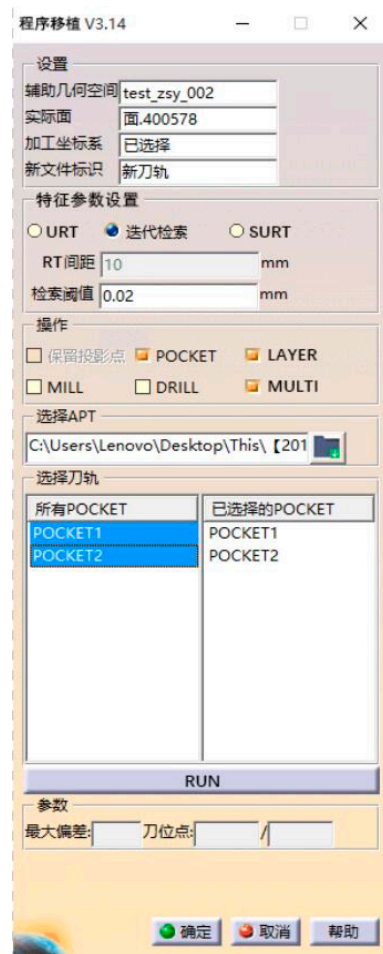 程序移植 V3.14
设置
辅助几何空间 test_zsy_002
实际面 面.400578
加工坐标系 已选择
新文件标识 新刀轨
特征参数设置
URT 迭代检索 SURT
RT间距 10 mm
检索阈值 0.02 mm
操作
保留投影点 POCKET LAYER
MILL DRILL MULTI
选择APT
C:\Users\Lenovo\Desktop\This\【201
选择刀轨
所有POCKET 已选择的POCKET
POCKET1 POCKET1
POCKET2 POCKET2
RUN
参数
最大偏差: 刀位点: /
确定 取消 帮助